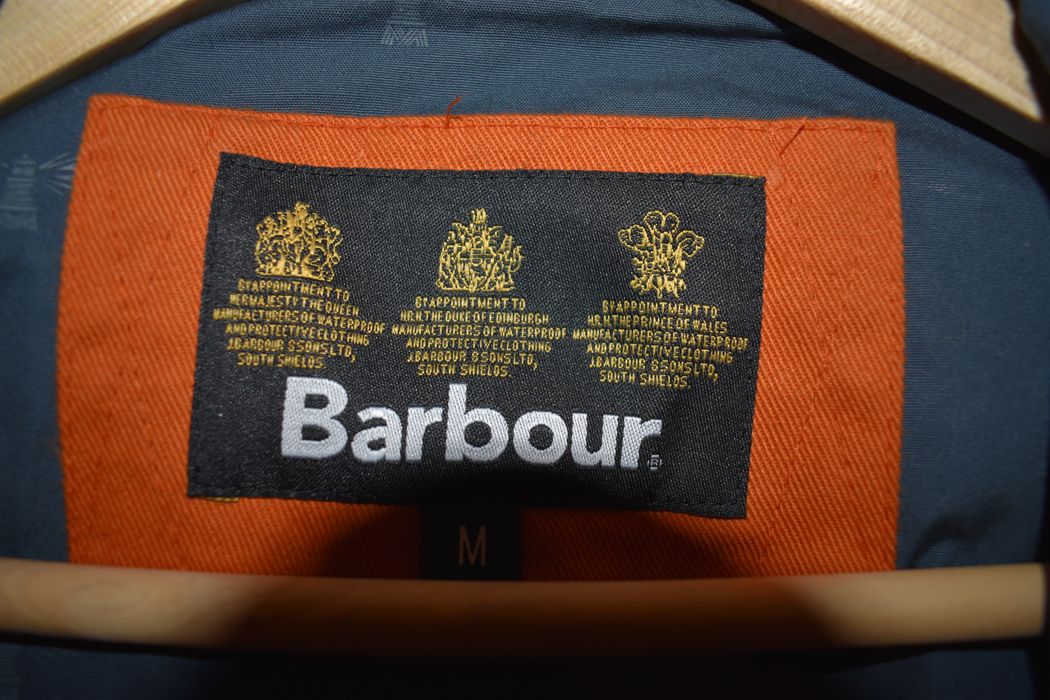 BY APPOINTMENT TO
HER MAJESTY THE QUEEN
MANUFACTURERS OF WATERPROOF
AND PROTECTIVE CLOTHING
J.BARBOUR & SONS LTD,
SOUTH SHIELDS.
BY APPOINTMENT TO
H.R.H. THE DUKE OF EDINBURGH
MANUFACTURERS OF WATERPROOF
AND PROTECTIVE CLOTHING
J.BARBOUR & SONS LTD,
SOUTH SHIELDS.
BY APPOINTMENT TO
H.R.H. THE PRINCE OF WALES
MANUFACTURERS OF WATERPROOF
AND PROTECTIVE CLOTHING
J.BARBOUR & SONS LTD,
SOUTH SHIELDS.
Barbour®
M